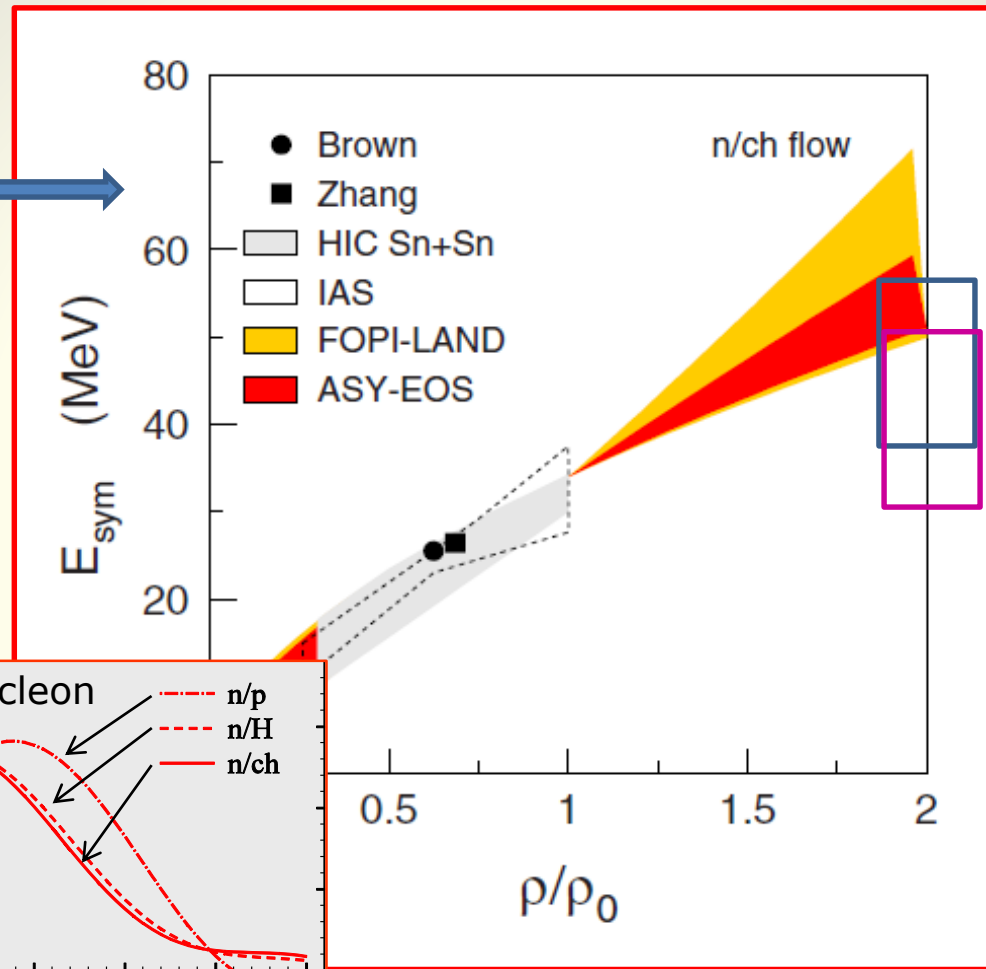 80
60
40
20
E_sym (MeV)
Brown
Zhang
HIC Sn+Sn
IAS
FOPI-LAND
ASY-EOS
n/ch flow
0.5
1
1.5
2
ρ/ρ₀
cleon
n/p
n/H
n/ch